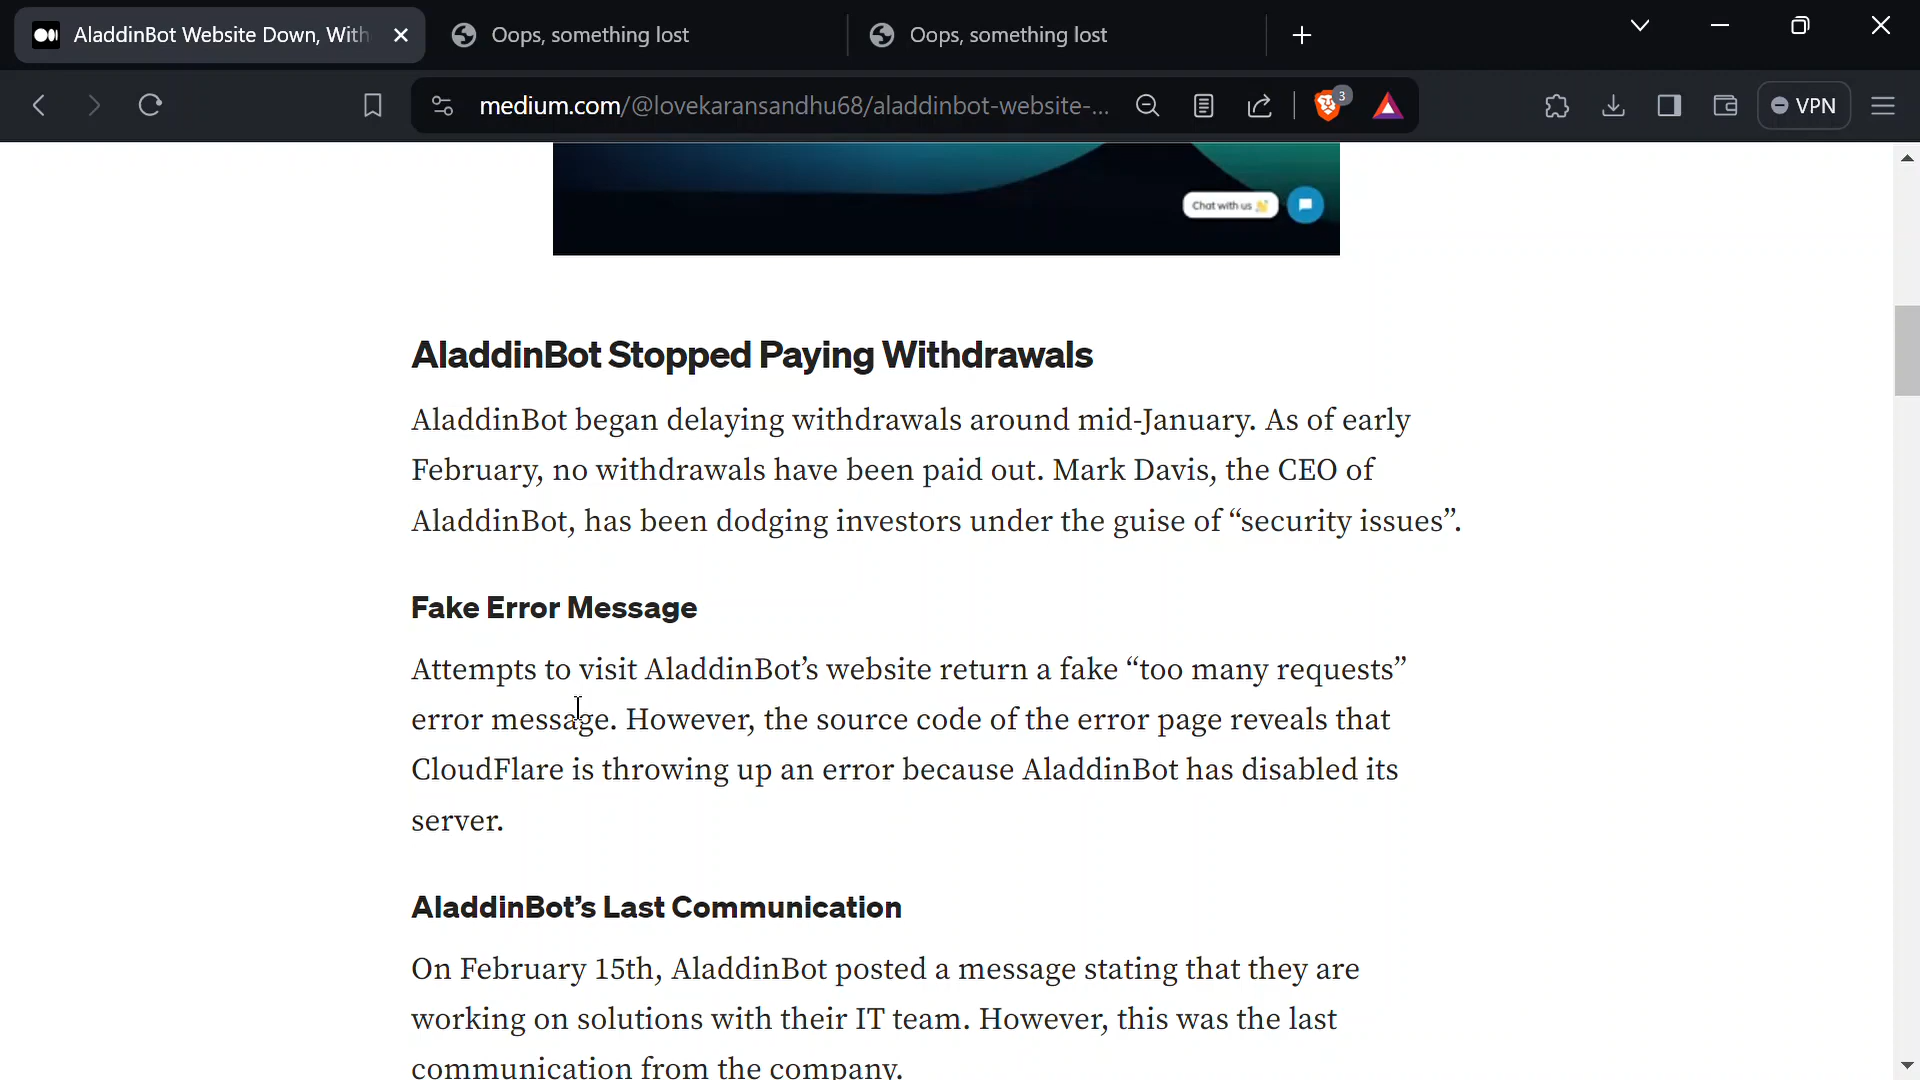 AladdinBot Website Down, With
Oops, something lost
Oops, something lost
medium.com/@lovekaransandhu68/aladdinbot-website-...
3
VPN
Chat with us 👋
AladdinBot Stopped Paying Withdrawals
AladdinBot began delaying withdrawals around mid-January. As of early
February, no withdrawals have been paid out. Mark Davis, the CEO of
AladdinBot, has been dodging investors under the guise of “security issues”.
Fake Error Message
Attempts to visit AladdinBot’s website return a fake “too many requests”
error message. However, the source code of the error page reveals that
CloudFlare is throwing up an error because AladdinBot has disabled its
server.
AladdinBot’s Last Communication
On February 15th, AladdinBot posted a message stating that they are
working on solutions with their IT team. However, this was the last
communication from the company.